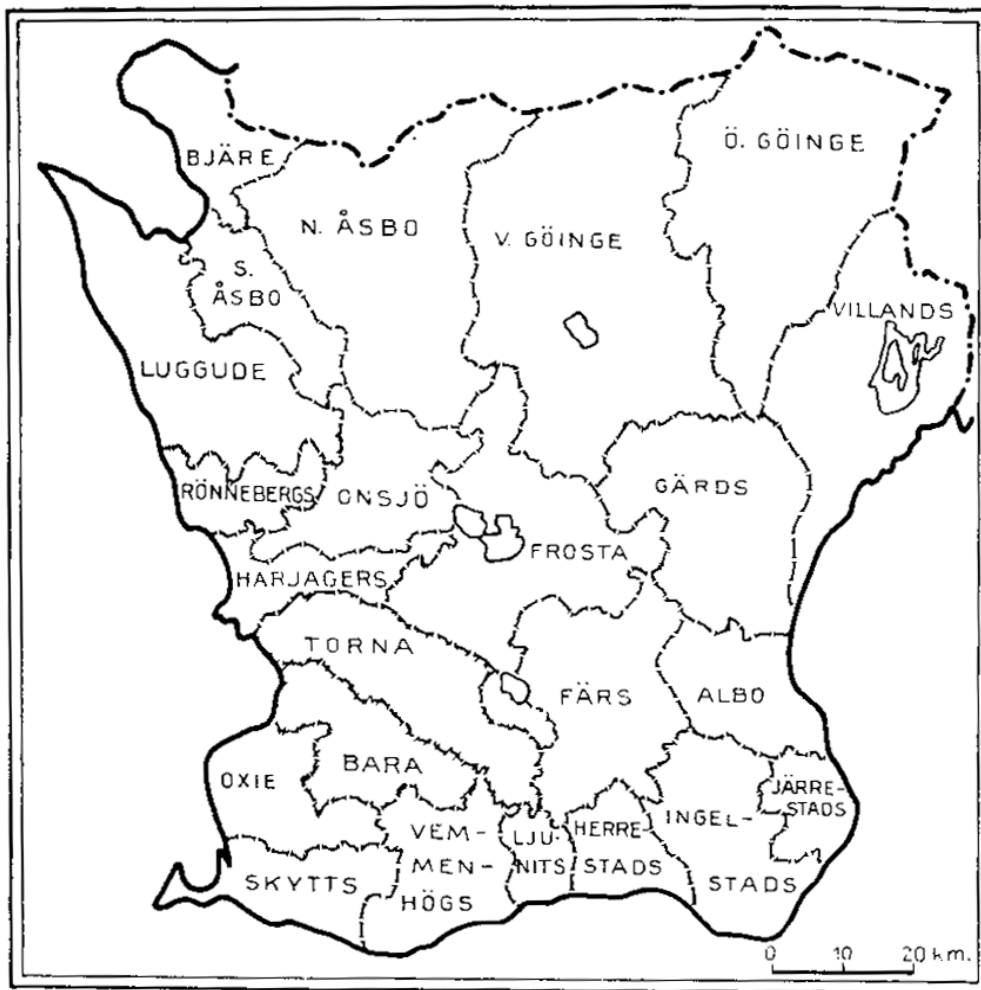 Ö. GÖINGE
BJÄRE
N. ÅSBO
V. GÖINGE
S.
ÅSBO
VILLANDS
LUGGUDE
RÖNNEBERGS
ONSJÖ
GÄRDS
FROSTA
HARJAGERS
TORNA
FÄRS
ALBO
OXIE
BARA
JÄRRE-
STADS
VEM-
MEN-
HÖGS
LJU-
NITS
HERRE-
STADS
INGEL-
STADS
SKYTTS
0 10 20 km.